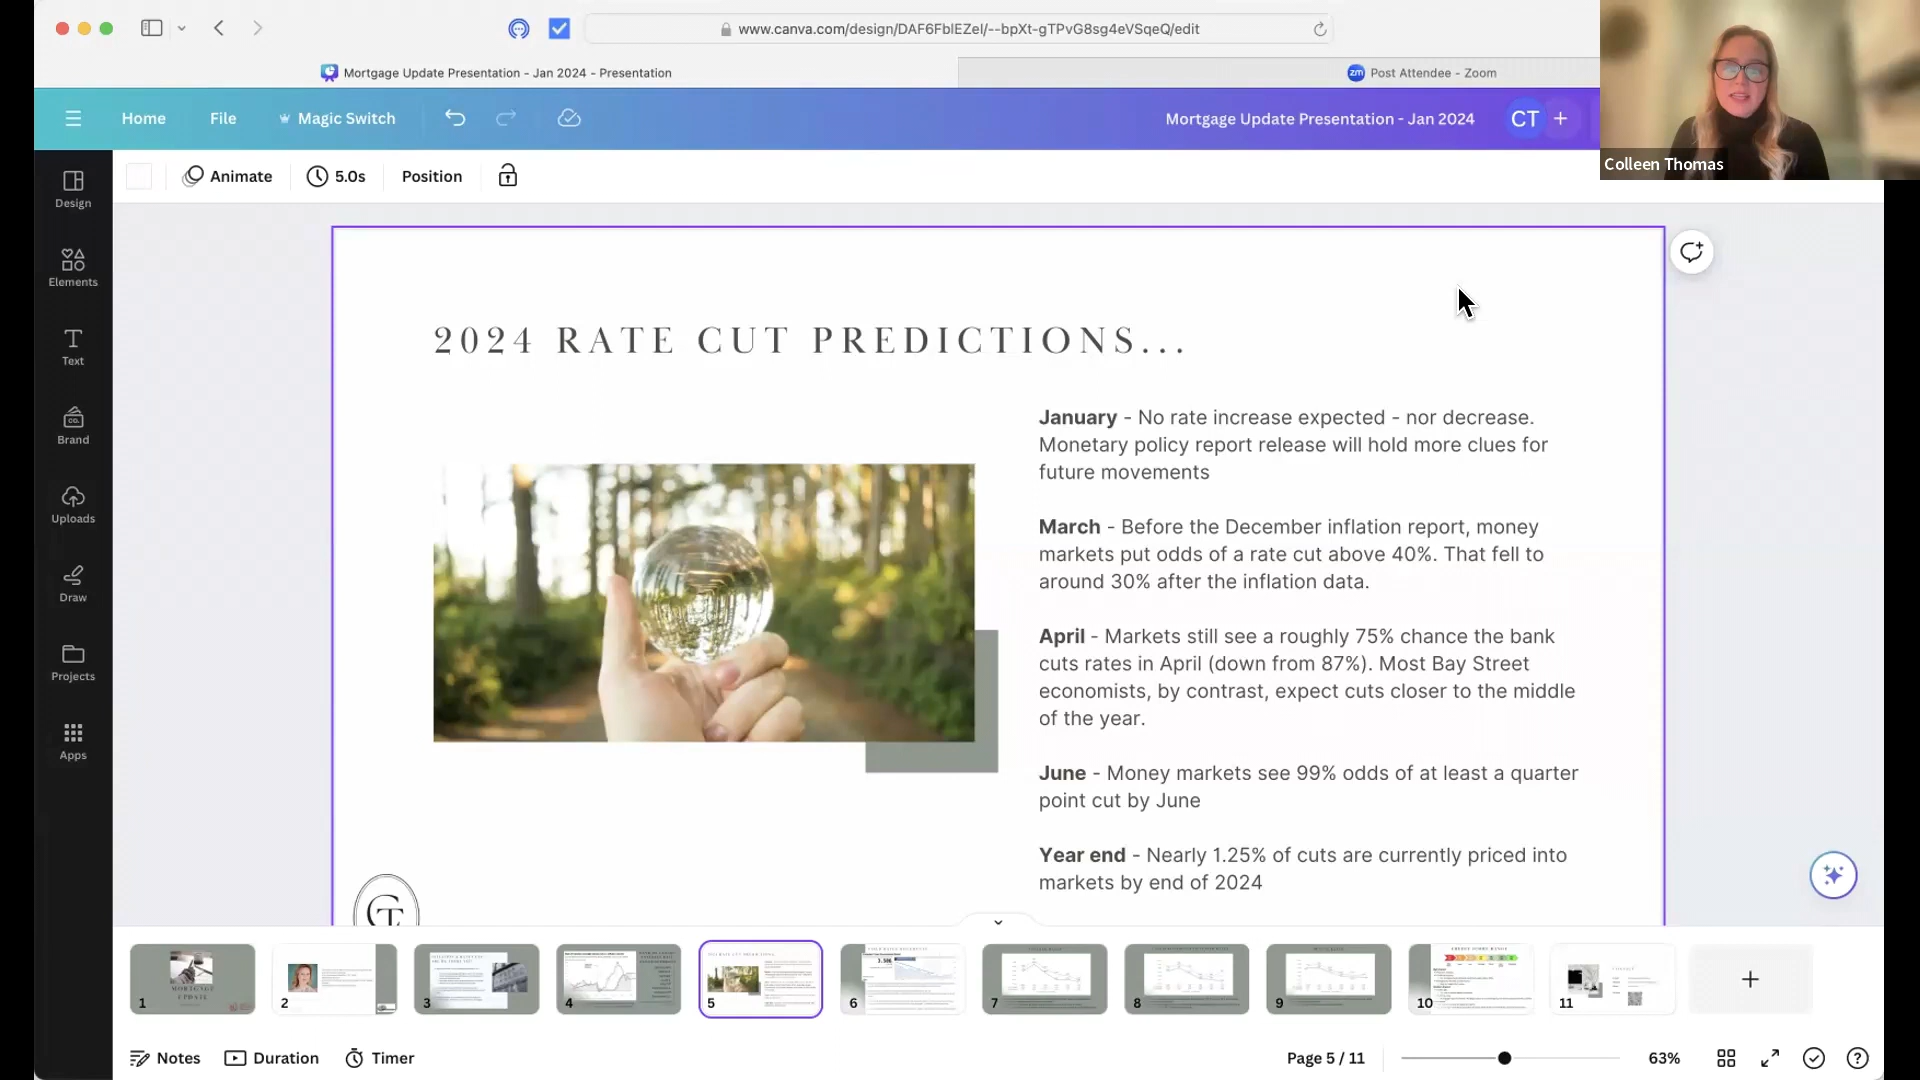 www.canva.com/design/DAF6FblEZeI/--bpXt-gTPvG8sg4eVSqeQ/edit
Mortgage Update Presentation - Jan 2024 - Presentation
zm Post Attendee - Zoom
Home File Magic Switch
Mortgage Update Presentation - Jan 2024
CT
Colleen Thomas
Animate 5.0s Position
Design
Elements
Text
co.
Brand
Uploads
Draw
Projects
Apps
2024 RATE CUT PREDICTIONS...
January - No rate increase expected - nor decrease.
Monetary policy report release will hold more clues for
future movements
March - Before the December inflation report, money
markets put odds of a rate cut above 40%. That fell to
around 30% after the inflation data.
April - Markets still see a roughly 75% chance the bank
cuts rates in April (down from 87%). Most Bay Street
economists, by contrast, expect cuts closer to the middle
of the year.
June - Money markets see 99% odds of at least a quarter
point cut by June
Year end - Nearly 1.25% of cuts are currently priced into
markets by end of 2024
CT
MORTGAGE
UPDATE
1 2 3 4 5 6 7 8 9 10 11
Notes Duration Timer
Page 5 / 11
63%